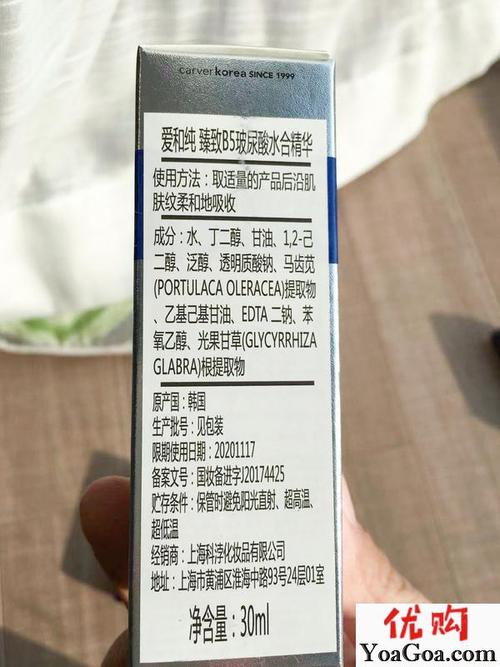 carverkorea SINCE 1999
爱和纯 臻致B5玻尿酸水合精华
使用方法：取适量的产品后沿肌
肤纹柔和地吸收
成分：水、丁二醇、甘油、1,2-己
二醇、泛醇、透明质酸钠、马齿苋
(PORTULACA OLERACEA)提取物
、乙基己基甘油、EDTA 二钠、苯
氧乙醇、光果甘草(GLYCYRRHIZA
GLABRA)根提取物
原产国：韩国
生产批号：见包装
限期使用日期：20201117
备案文号：国妆备进字J20174425
贮存条件：保管时避免阳光直射、超高温、
超低温
经销商：上海科浡化妆品有限公司
地址：上海市黄浦区淮海中路93号24层01室
净含量：30ml
优购
YoaGoa.com